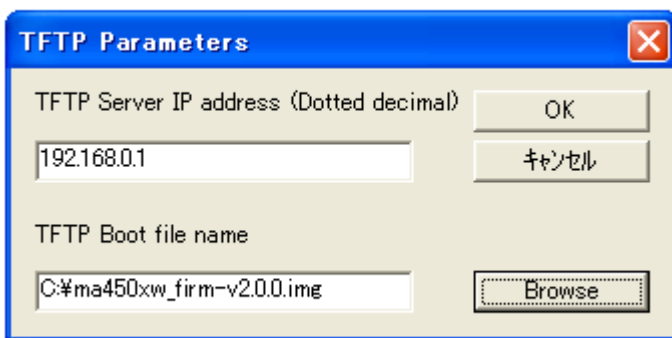 TFTP Parameters
TFTP Server IP address (Dotted decimal)
OK
192.168.0.1
ｷｬﾝｾﾙ
TFTP Boot file name
C:¥ma450xw_firm-v2.0.0.img
Browse